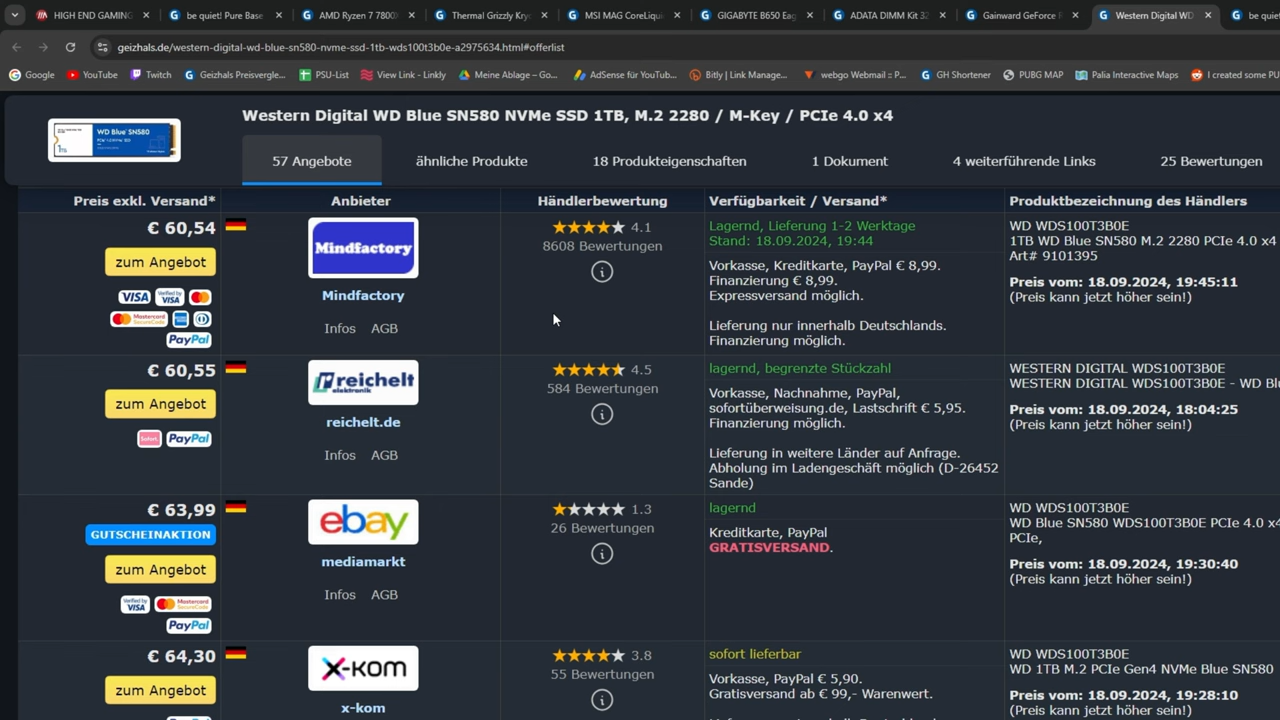 HIGH END GAMING
be quiet! Pure Base
AMD Ryzen 7 7800X
Thermal Grizzly Kry
MSI MAG CoreLiqu
GIGABYTE B650 Eag
ADATA DIMM Kit 32
Gainward GeForce R
Western Digital WD
be quiet
geizhals.de/western-digital-wd-blue-sn580-nvme-ssd-1tb-wds100t3b0e-a2975634.html#offerlist
Google
YouTube
Twitch
Geizhals Preisvergle...
PSU-List
View Link - Linkly
Meine Ablage – Go...
AdSense für YouTub...
Bitly | Link Manage...
webgo Webmail :: P...
GH Shortener
PUBG MAP
Palia Interactive Maps
I created some PU
WD Blue SN580
1TB
Western Digital WD Blue SN580 NVMe SSD 1TB, M.2 2280 / M-Key / PCIe 4.0 x4
57 Angebote
ähnliche Produkte
18 Produkteigenschaften
1 Dokument
4 weiterführende Links
25 Bewertungen
Preis exkl. Versand*
Anbieter
Händlerbewertung
Verfügbarkeit / Versand*
Produktbezeichnung des Händlers
€ 60,54
zum Angebot
VISA
Verified by VISA
Mastercard SecureCode
PayPal
Mindfactory
Mindfactory
Infos AGB
4.1
8608 Bewertungen
Lagernd, Lieferung 1-2 Werktage
Stand: 18.09.2024, 19:44
Vorkasse, Kreditkarte, PayPal € 8,99.
Finanzierung € 8,99.
Expressversand möglich.
Lieferung nur innerhalb Deutschlands.
Finanzierung möglich.
WD WDS100T3B0E
1TB WD Blue SN580 M.2 2280 PCIe 4.0 x4
Art# 9101395
Preis vom: 18.09.2024, 19:45:11
(Preis kann jetzt höher sein!)
€ 60,55
zum Angebot
Sofort.
PayPal
reichelt
elektronik
reichelt.de
Infos AGB
4.5
584 Bewertungen
lagernd, begrenzte Stückzahl
Vorkasse, Nachnahme, PayPal,
sofortüberweisung.de, Lastschrift € 5,95.
Finanzierung möglich.
Lieferung in weitere Länder auf Anfrage.
Abholung im Ladengeschäft möglich (D-26452
Sande)
WESTERN DIGITAL WDS100T3B0E
WESTERN DIGITAL WDS100T3B0E - WD Blu
Preis vom: 18.09.2024, 18:04:25
(Preis kann jetzt höher sein!)
€ 63,99
GUTSCHEINAKTION
zum Angebot
Verified by VISA
Mastercard SecureCode
PayPal
ebay
mediamarkt
Infos AGB
1.3
26 Bewertungen
lagernd
Kreditkarte, PayPal
GRATISVERSAND.
WD WDS100T3B0E
WD Blue SN580 WDS100T3B0E PCIe 4.0 x4
PCIe,
Preis vom: 18.09.2024, 19:30:40
(Preis kann jetzt höher sein!)
€ 64,30
zum Angebot
X-KOM
x-kom
3.8
55 Bewertungen
sofort lieferbar
Vorkasse, PayPal € 5,90.
Gratisversand ab € 99,- Warenwert.
WD WDS100T3B0E
WD 1TB M.2 PCIe Gen4 NVMe Blue SN580
Preis vom: 18.09.2024, 19:28:10
(Preis kann jetzt höher sein!)